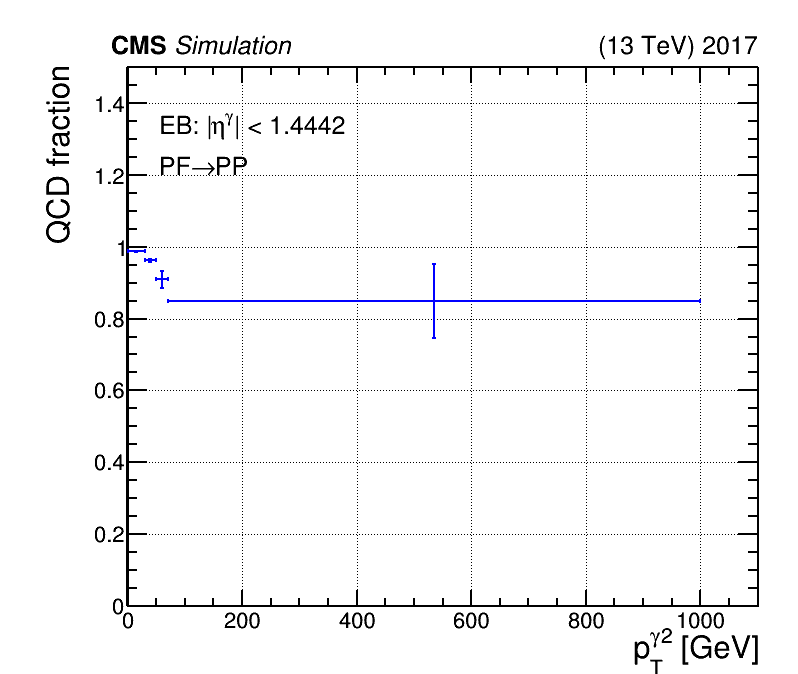 CMS Simulation (13 TeV) 2017
QCD fraction
EB: |η^γ| < 1.4442
PF→PP
1.4
1.2
1
0.8
0.6
0.4
0.2
0
0 200 400 600 800 1000
p_T^γ2 [GeV]